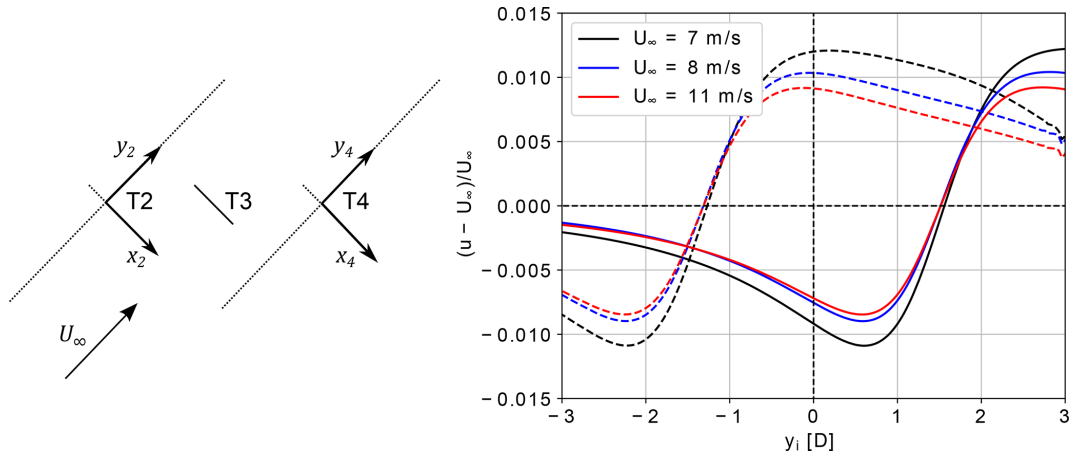 y₂
T2
x₂
T3
y₄
T4
x₄
U∞
0.015
0.010
0.005
0.000
−0.005
−0.010
−0.015
(u − U∞)/U∞
U∞ = 7 m/s
U∞ = 8 m/s
U∞ = 11 m/s
−3 −2 −1 0 1 2 3
yᵢ [D]